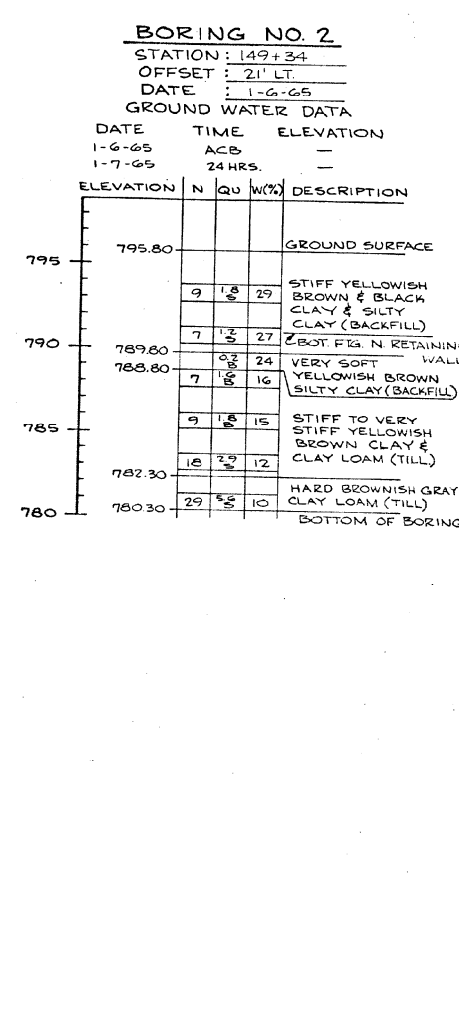 BORING NO. 2
STATION : 149+34
OFFSET : 21' LT.
DATE : 1-6-65
GROUND WATER DATA
DATE TIME ELEVATION
1-6-65 ACB —
1-7-65 24 HRS. —
ELEVATION N QU W(%) DESCRIPTION
795.80 GROUND SURFACE
795
STIFF YELLOWISH
9 1.8 S 29 BROWN & BLACK
CLAY & SILTY
CLAY (BACKFILL)
7 1.2 S 27
790 BOT. FTG. N. RETAINING
789.60 WALL
0.2 B 24 VERY SOFT
788.80
7 1.6 B 16 YELLOWISH BROWN
SILTY CLAY (BACKFILL)
785 9 1.8 B 15 STIFF TO VERY
STIFF YELLOWISH
BROWN CLAY &
18 2.9 S 12 CLAY LOAM (TILL)
782.30
HARD BROWNISH GRAY
780.30 29 5.6 S 10 CLAY LOAM (TILL)
780
BOTTOM OF BORING